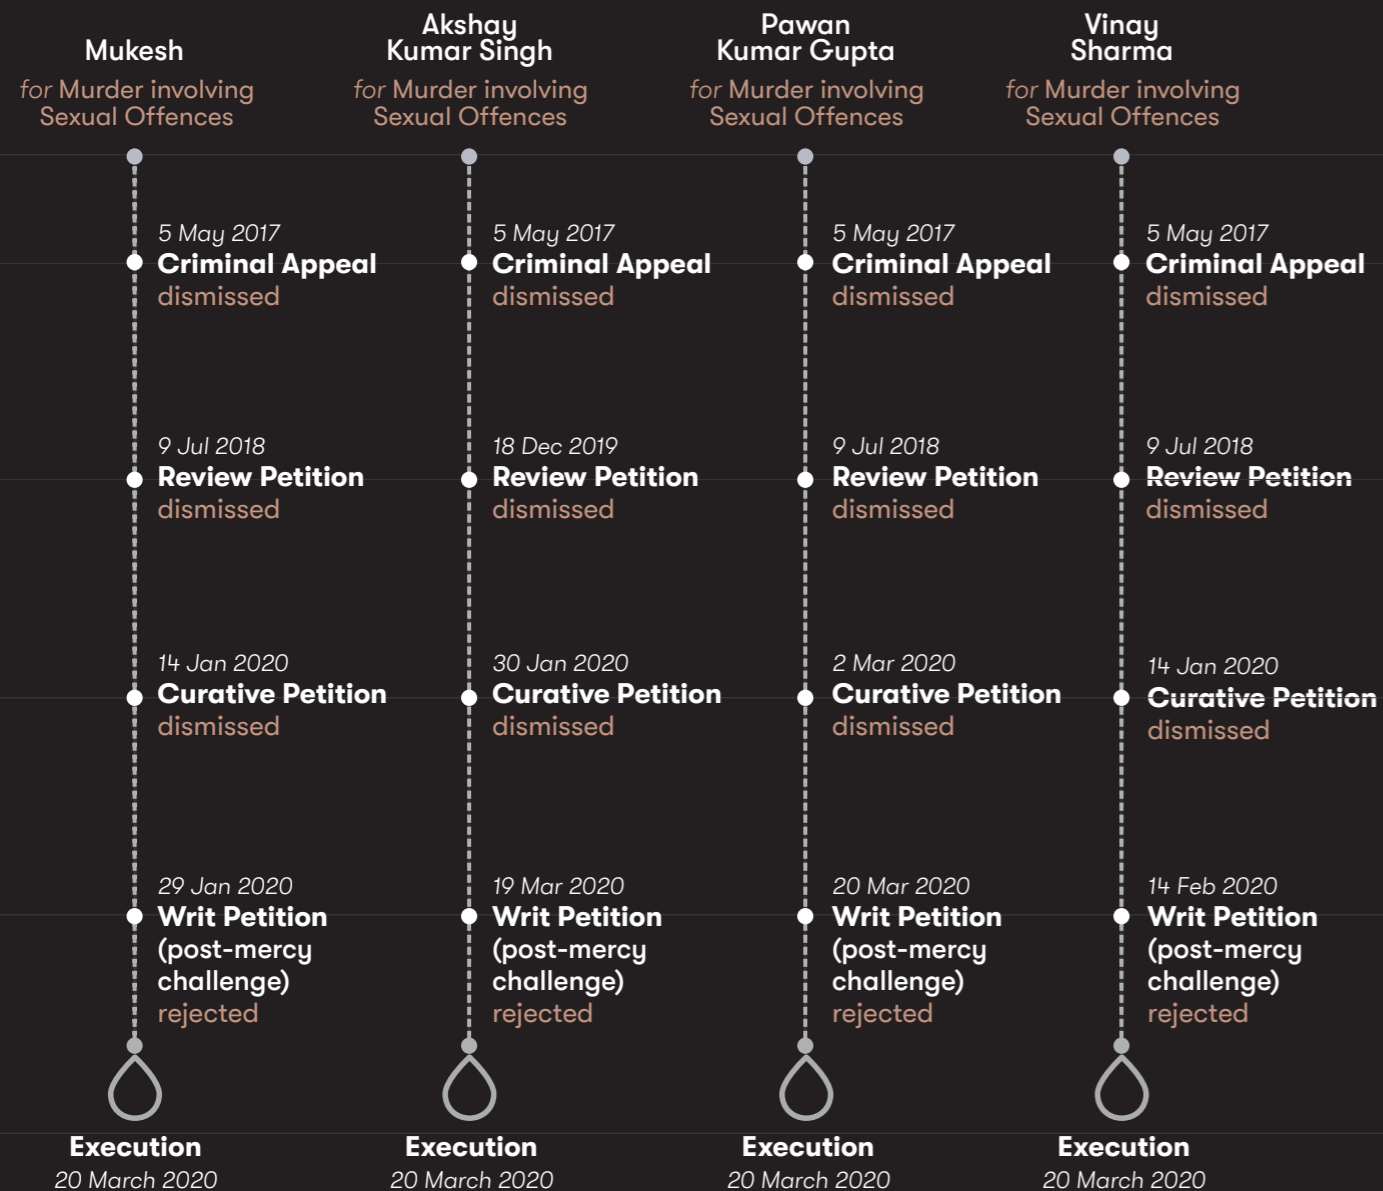 Mukesh
for Murder involving
Sexual Offences
5 May 2017
Criminal Appeal
dismissed
9 Jul 2018
Review Petition
dismissed
14 Jan 2020
Curative Petition
dismissed
29 Jan 2020
Writ Petition
(post-mercy
challenge)
rejected
Execution
20 March 2020
Akshay
Kumar Singh
for Murder involving
Sexual Offences
5 May 2017
Criminal Appeal
dismissed
18 Dec 2019
Review Petition
dismissed
30 Jan 2020
Curative Petition
dismissed
19 Mar 2020
Writ Petition
(post-mercy
challenge)
rejected
Execution
20 March 2020
Pawan
Kumar Gupta
for Murder involving
Sexual Offences
5 May 2017
Criminal Appeal
dismissed
9 Jul 2018
Review Petition
dismissed
2 Mar 2020
Curative Petition
dismissed
20 Mar 2020
Writ Petition
(post-mercy
challenge)
rejected
Execution
20 March 2020
Vinay
Sharma
for Murder involving
Sexual Offences
5 May 2017
Criminal Appeal
dismissed
9 Jul 2018
Review Petition
dismissed
14 Jan 2020
Curative Petition
dismissed
14 Feb 2020
Writ Petition
(post-mercy
challenge)
rejected
Execution
20 March 2020